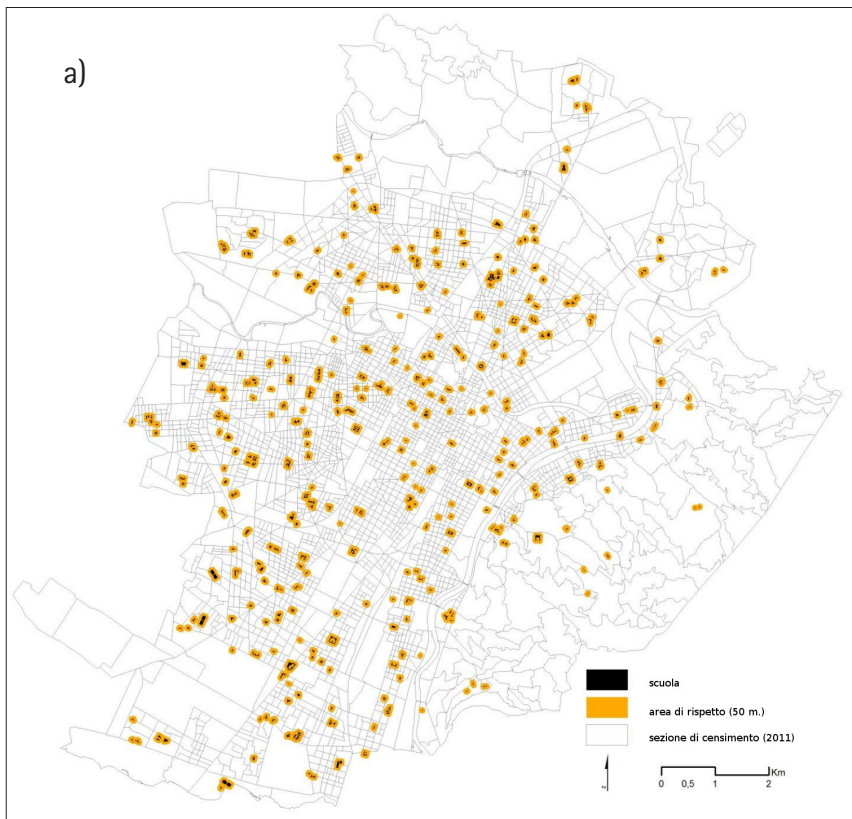 a)
scuola
area di rispetto (50 m.)
sezione di censimento (2011)
Km
0 0,5 1 2